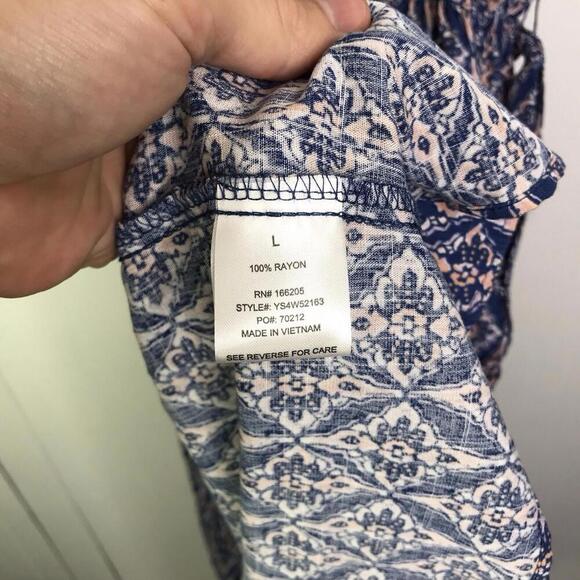 L
100% RAYON
RN# 166205
STYLE#: YS4W52163
PO#: 70212
MADE IN VIETNAM
SEE REVERSE FOR CARE